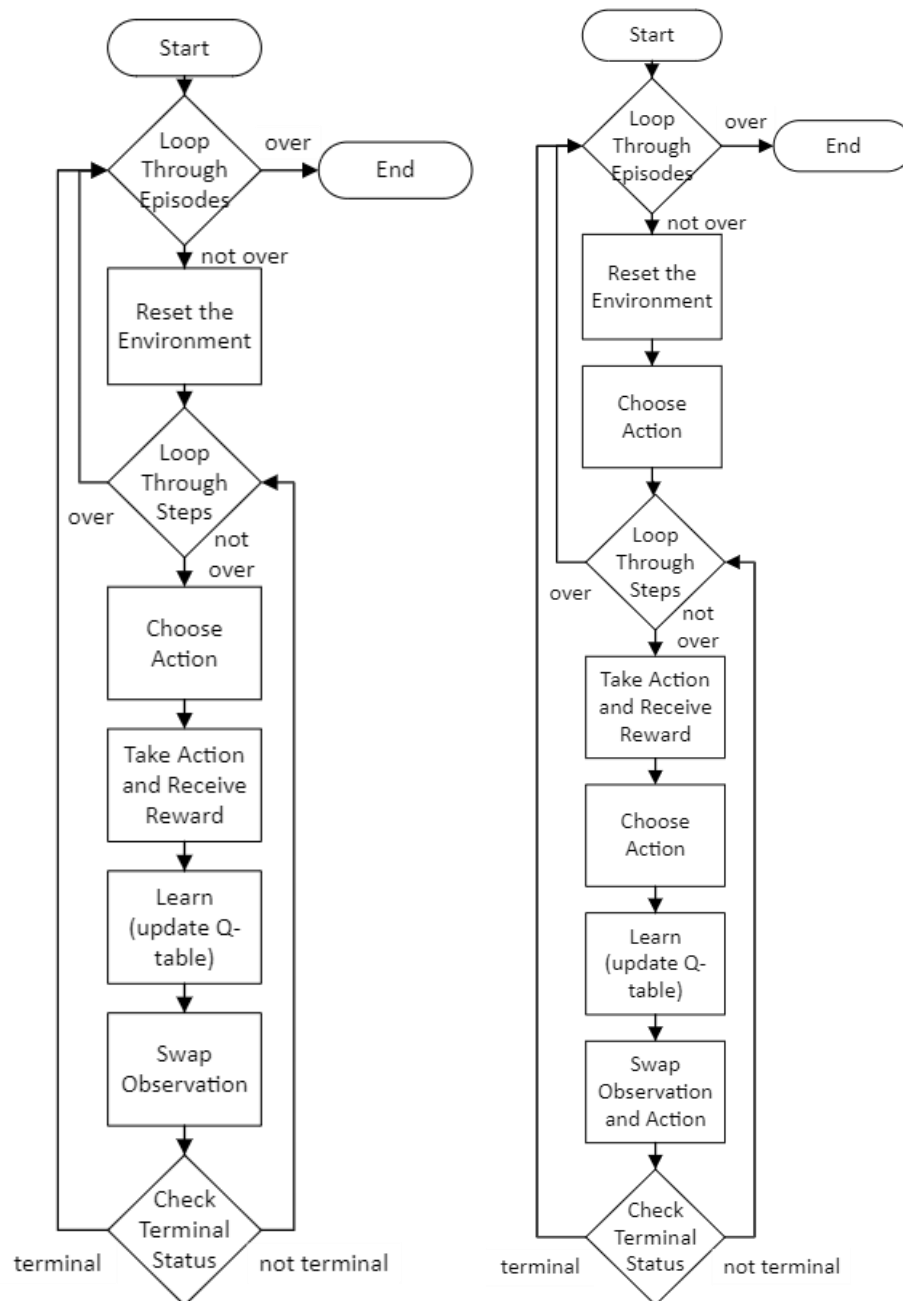 Start
Loop
Through
Episodes
over
End
not over
Reset the
Environment
Loop
Through
Steps
over
not
over
Choose
Action
Take Action
and Receive
Reward
Learn
(update Q-
table)
Swap
Observation
Check
Terminal
Status
terminal
not terminal
Start
Loop
Through
Episodes
over
End
not over
Reset the
Environment
Choose
Action
Loop
Through
Steps
over
not
over
Take Action
and Receive
Reward
Choose
Action
Learn
(update Q-
table)
Swap
Observation
and Action
Check
Terminal
Status
terminal
not terminal